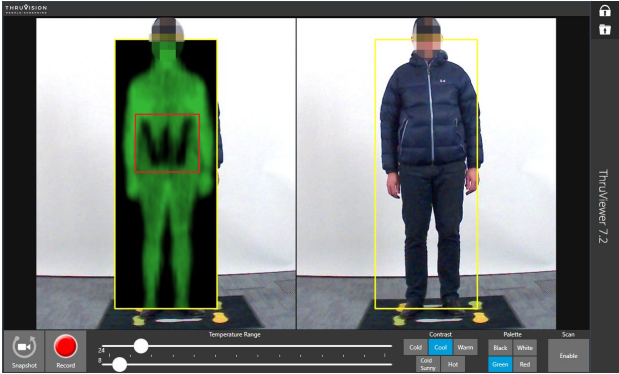 THRUVISION
PEOPLE-SCREENING
ThruViewer 7.2
Snapshot
Record
Temperature Range
24
8
Contrast
Cold
Cool
Warm
Cold Sunny
Hot
Palette
Black
White
Green
Red
Scan
Enable